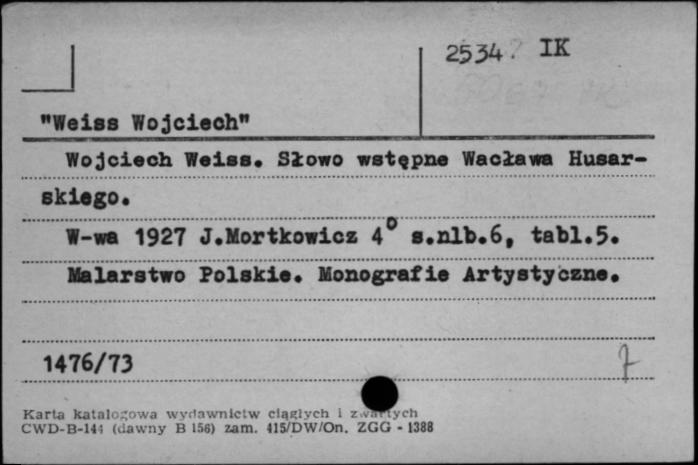 2534 IK
"Weiss Wojciech"
Wojciech Weiss. Słowo wstępne Wacława Husar-
skiego.
W-wa 1927 J.Mortkowicz 4° s.nlb.6, tabl.5.
Malarstwo Polskie. Monografie Artystyczne.
1476/73
7
Karta katalogowa wydawnictw ciągłych i zwartych
CWD-B-144 (dawny B 156) zam. 415/DW/On. ZGG - 1388